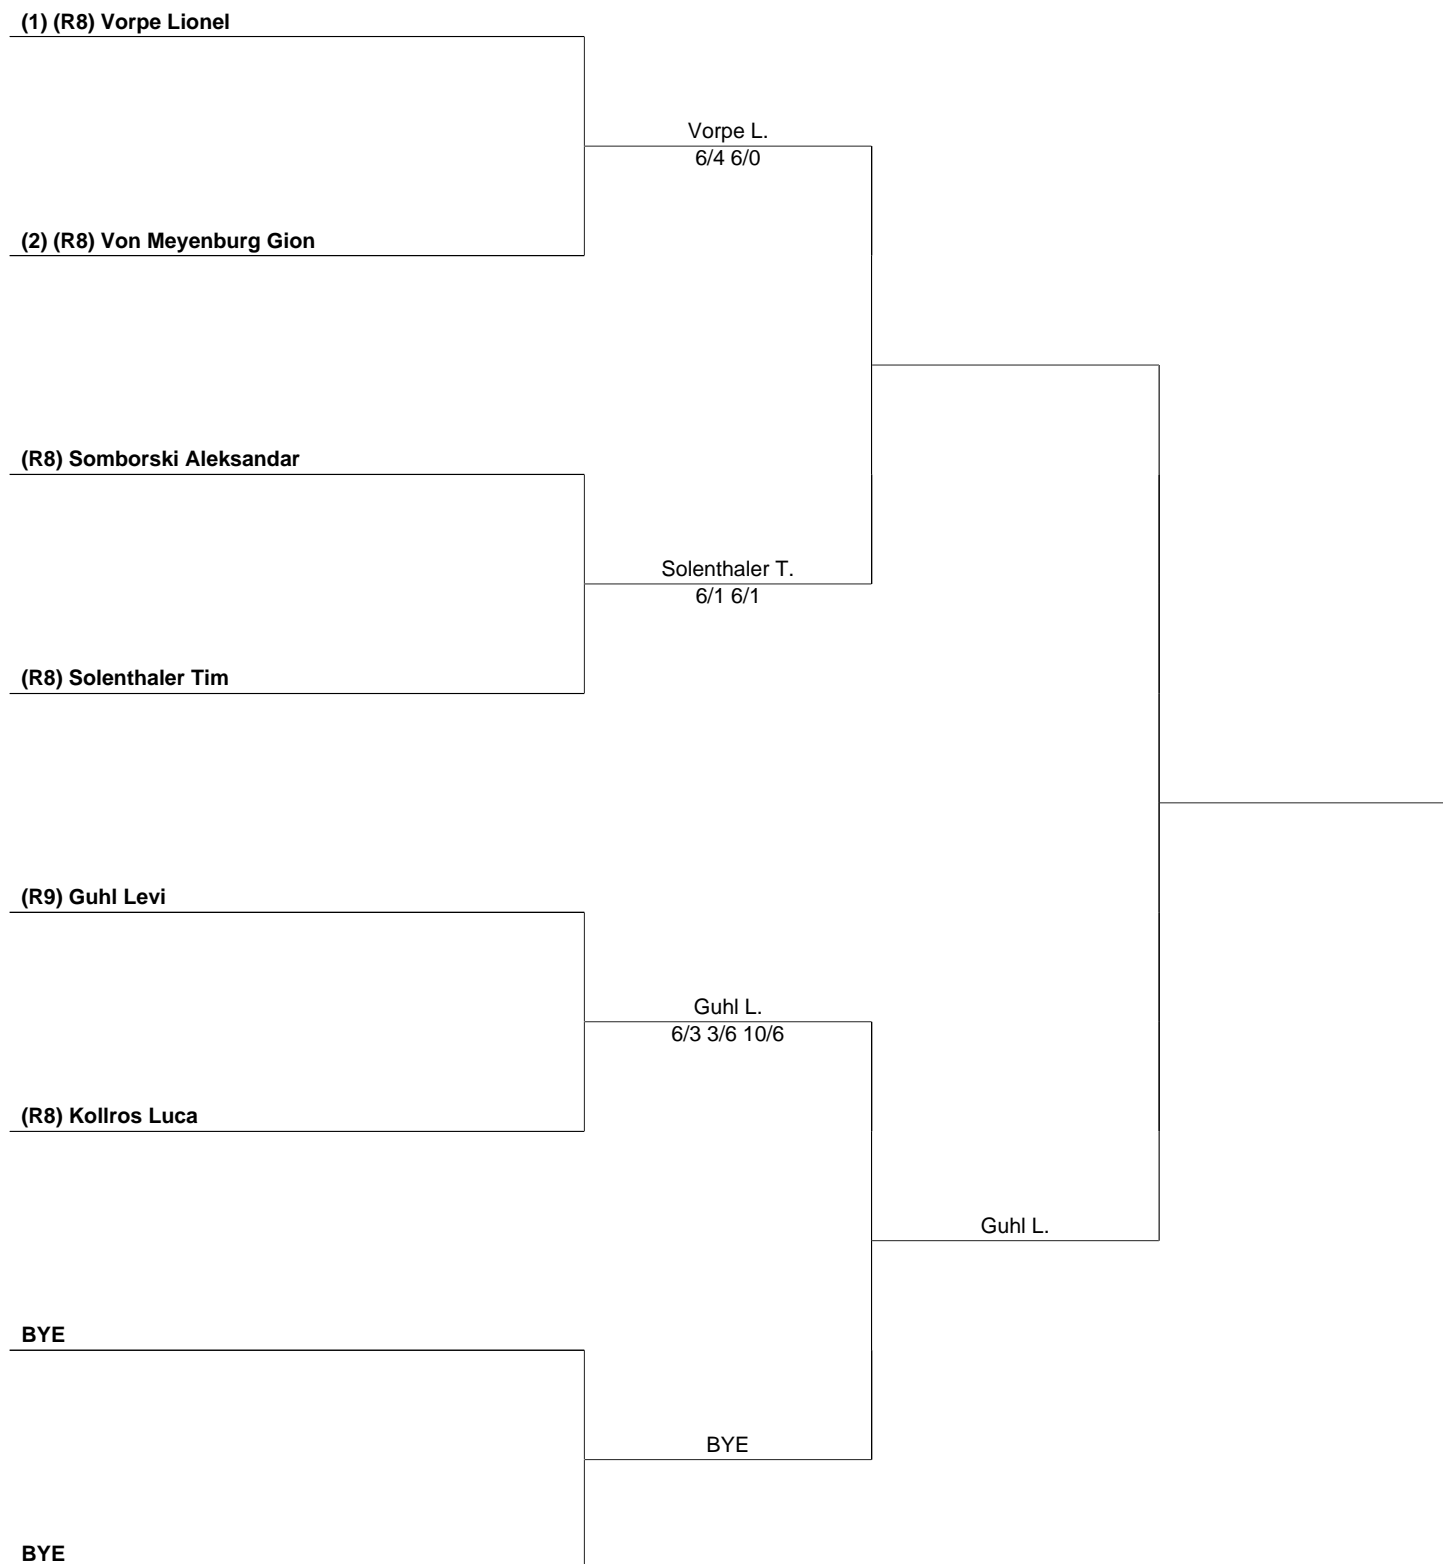 (1) (R8) Vorpe Lionel
Vorpe L.
6/4 6/0
(2) (R8) Von Meyenburg Gion
(R8) Somborski Aleksandar
Solenthaler T.
6/1 6/1
(R8) Solenthaler Tim
(R9) Guhl Levi
Guhl L.
6/3 3/6 10/6
(R8) Kollros Luca
Guhl L.
BYE
BYE
BYE